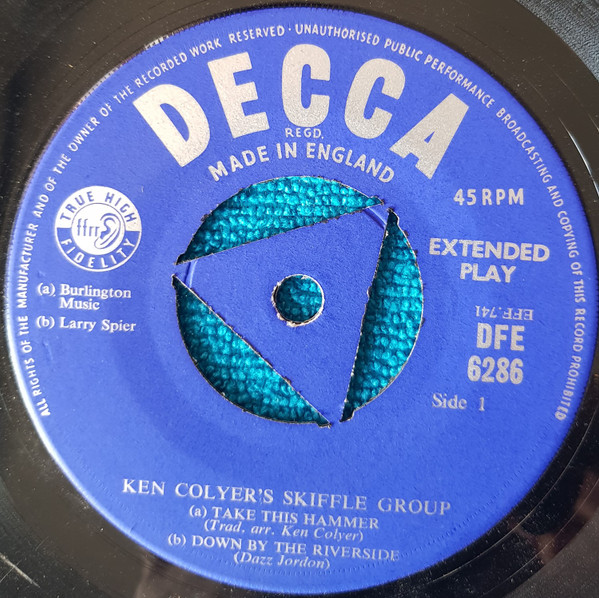 ALL RIGHTS OF THE MANUFACTURER AND OF THE OWNER OF THE RECORDED WORK RESERVED · UNAUTHORISED PUBLIC PERFORMANCE BROADCASTING AND COPYING OF THIS RECORD PROHIBITED
DECCA
REGD.
MADE IN ENGLAND
45 RPM
TRUE HIGH
ffrr
FIDELITY
EXTENDED
PLAY
(a) Burlington
Music
(b) Larry Spier
EFE.741
DFE
6286
Side 1
KEN COLYER'S SKIFFLE GROUP
(a) TAKE THIS HAMMER
(Trad. arr. Ken Colyer)
(b) DOWN BY THE RIVERSIDE
(Dazz Jordon)